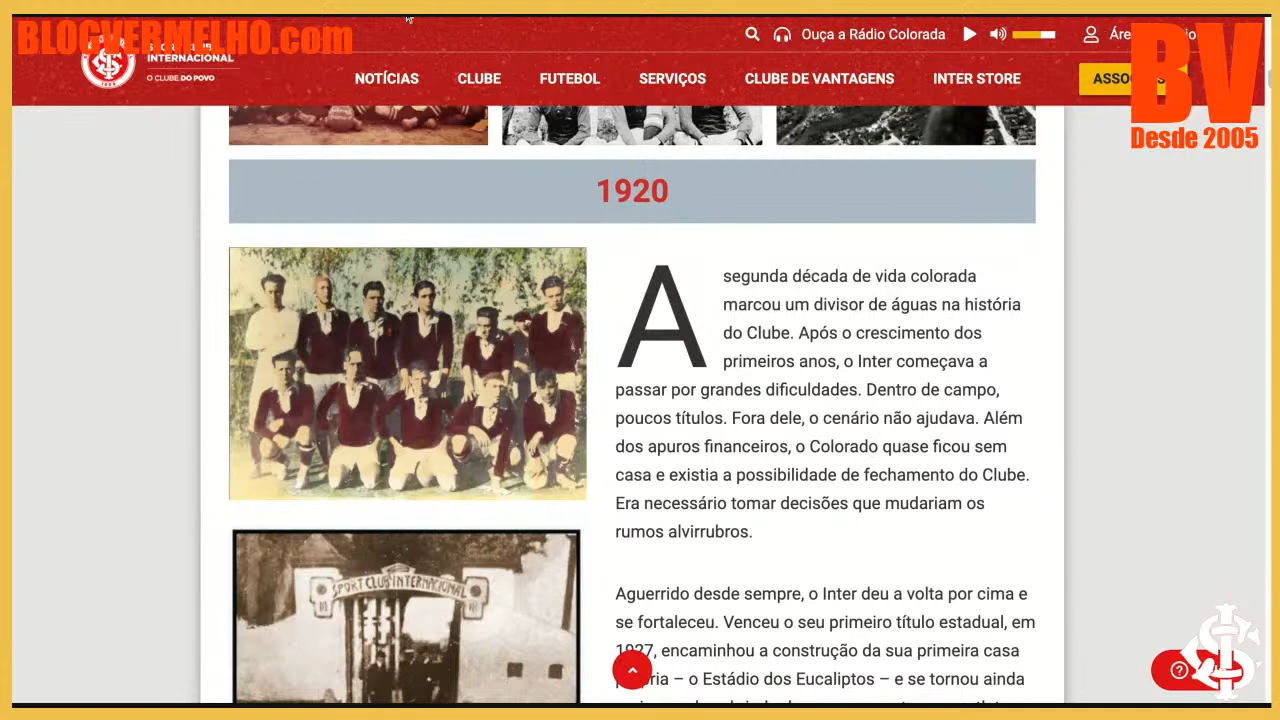 BLOGVERMELHO.com
INTERNACIONAL
O CLUBE DO POVO
Ouça a Rádio Colorada
BV
Desde 2005
NOTÍCIAS CLUBE FUTEBOL SERVIÇOS CLUBE DE VANTAGENS INTER STORE
1920
A segunda década de vida colorada
marcou um divisor de águas na história
do Clube. Após o crescimento dos
primeiros anos, o Inter começava a
passar por grandes dificuldades. Dentro de campo,
poucos títulos. Fora dele, o cenário não ajudava. Além
dos apuros financeiros, o Colorado quase ficou sem
casa e existia a possibilidade de fechamento do Clube.
Era necessário tomar decisões que mudariam os
rumos alvirrubros.
SPORT CLUB INTERNACIONAL
Aguerrido desde sempre, o Inter deu a volta por cima e
se fortaleceu. Venceu o seu primeiro título estadual, em
1927, encaminhou a construção da sua primeira casa
– o Estádio dos Eucaliptos – e se tornou ainda